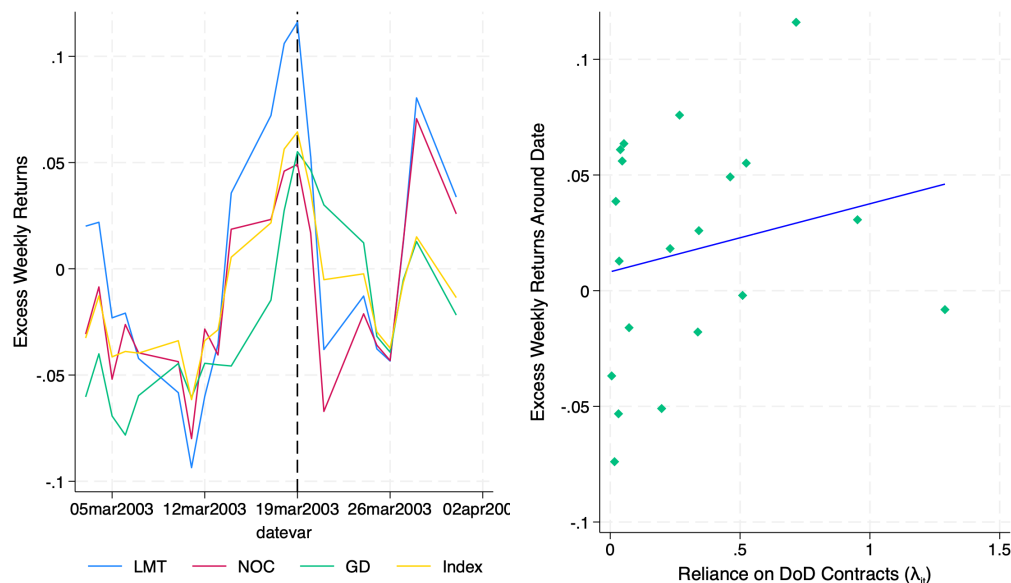 Excess Weekly Returns
.1
.05
0
-.05
-.1
05mar2003 12mar2003 19mar2003 26mar2003 02apr200
datevar
LMT NOC GD Index
Excess Weekly Returns Around Date
.1
.05
0
-.05
-.1
0 .5 1 1.5
Reliance on DoD Contracts (λit)